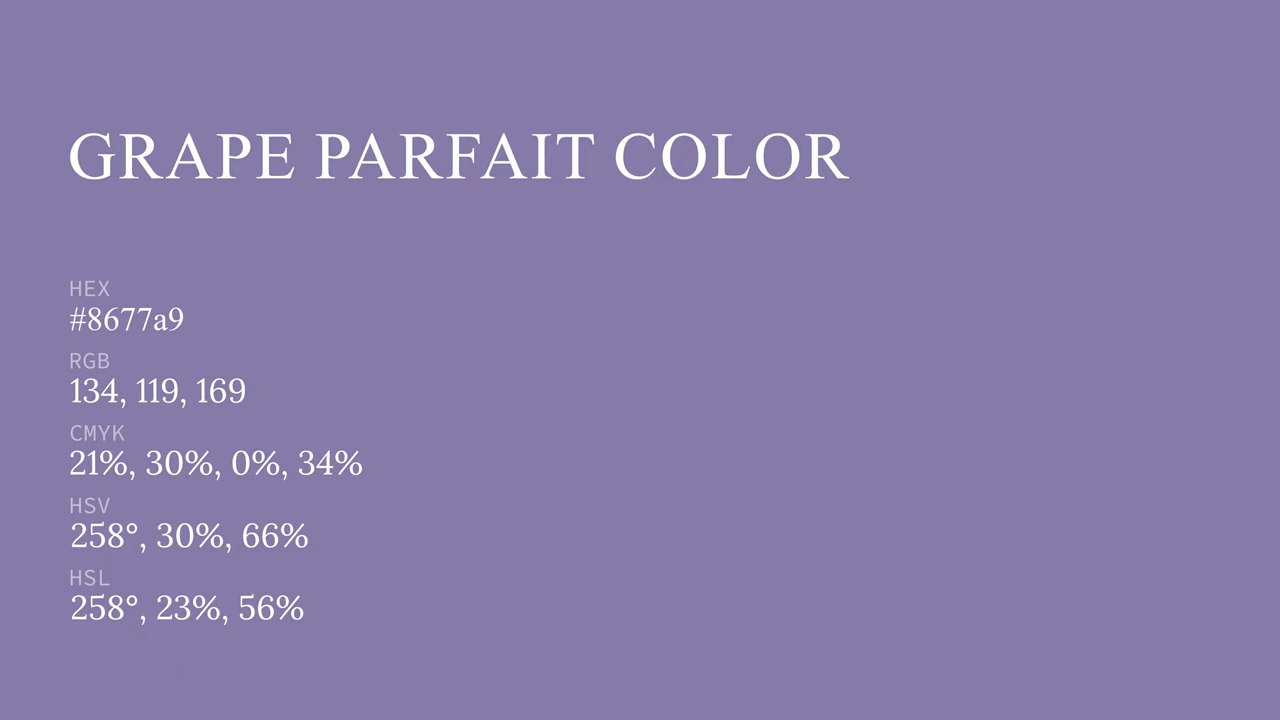 GRAPE PARFAIT COLOR
HEX
#8677a9
RGB
134, 119, 169
CMYK
21%, 30%, 0%, 34%
HSV
258°, 30%, 66%
HSL
258°, 23%, 56%